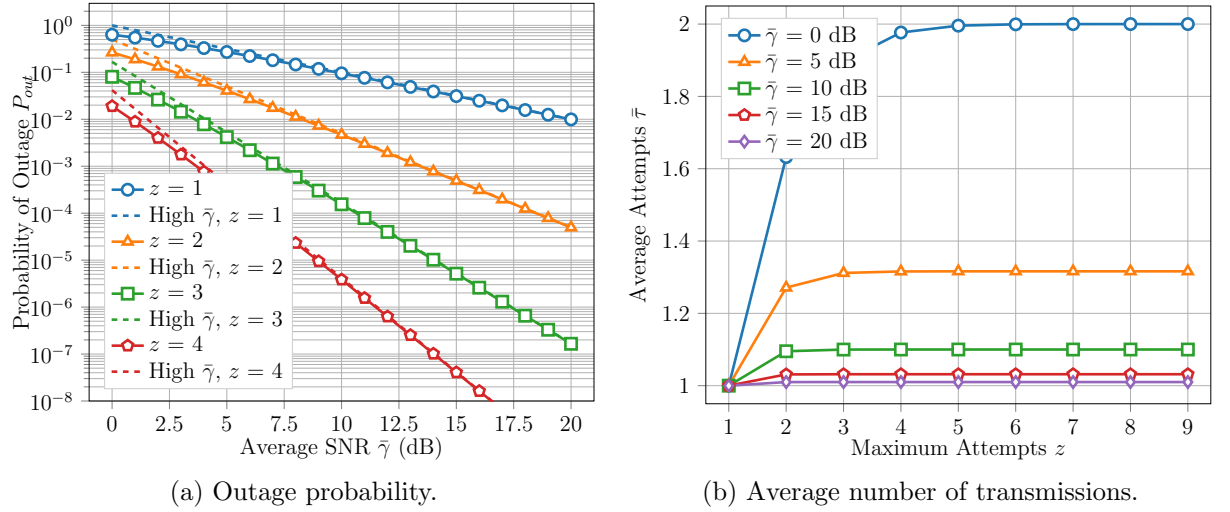 10⁰
10⁻¹
10⁻²
10⁻³
10⁻⁴
10⁻⁵
10⁻⁶
10⁻⁷
10⁻⁸
Probability of Outage P_out
z = 1
High γ̄, z = 1
z = 2
High γ̄, z = 2
z = 3
High γ̄, z = 3
z = 4
High γ̄, z = 4
0 2.5 5 7.5 10 12.5 15 17.5 20
Average SNR γ̄ (dB)
(a) Outage probability.
2
1.8
1.6
1.4
1.2
1
Average Attempts τ̄
γ̄ = 0 dB
γ̄ = 5 dB
γ̄ = 10 dB
γ̄ = 15 dB
γ̄ = 20 dB
1 2 3 4 5 6 7 8 9
Maximum Attempts z
(b) Average number of transmissions.